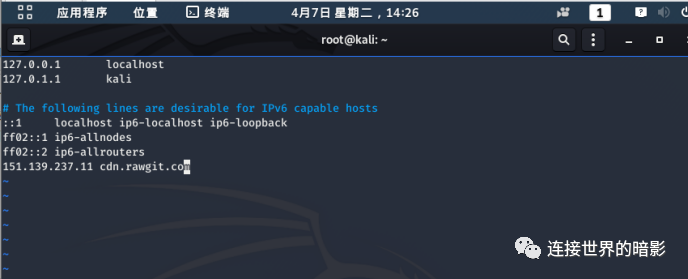 应用程序 位置 终端 4月7日 星期二，14:26 1 ?
root@kali: ~
127.0.0.1 localhost
127.0.1.1 kali
# The following lines are desirable for IPv6 capable hosts
::1 localhost ip6-localhost ip6-loopback
ff02::1 ip6-allnodes
ff02::2 ip6-allrouters
151.139.237.11 cdn.rawgit.com
~
~
~
~
~
~
~
连接世界的暗影